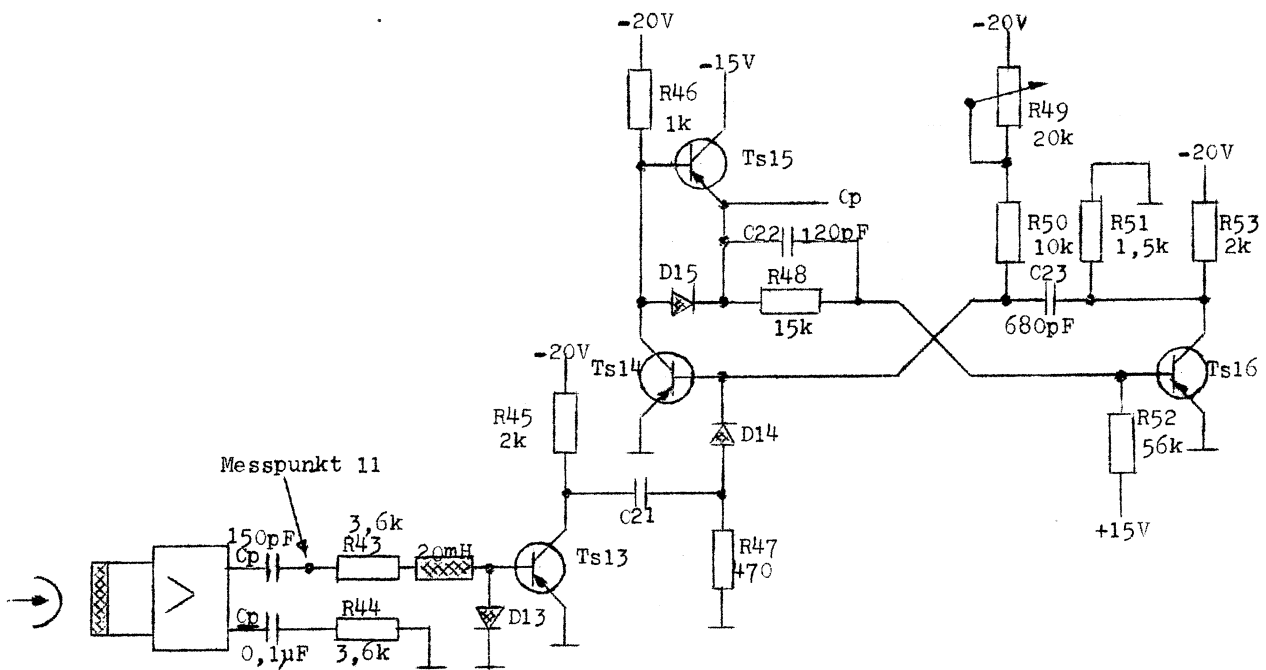 -20V
-20V
R46
1k
-15V
R49
20k
Ts15
-20V
Cp
C22
120pF
R50
10k
R51
1,5k
R53
2k
D15
R48
15k
C23
680pF
-20V
Ts14
Ts16
R45
2k
D14
R52
56k
Messpunkt 11
C21
+15V
150pF
Cp
3,6k
R43
20mH
Ts13
R47
470
V
Cp
0,1µF
R44
3,6k
D13